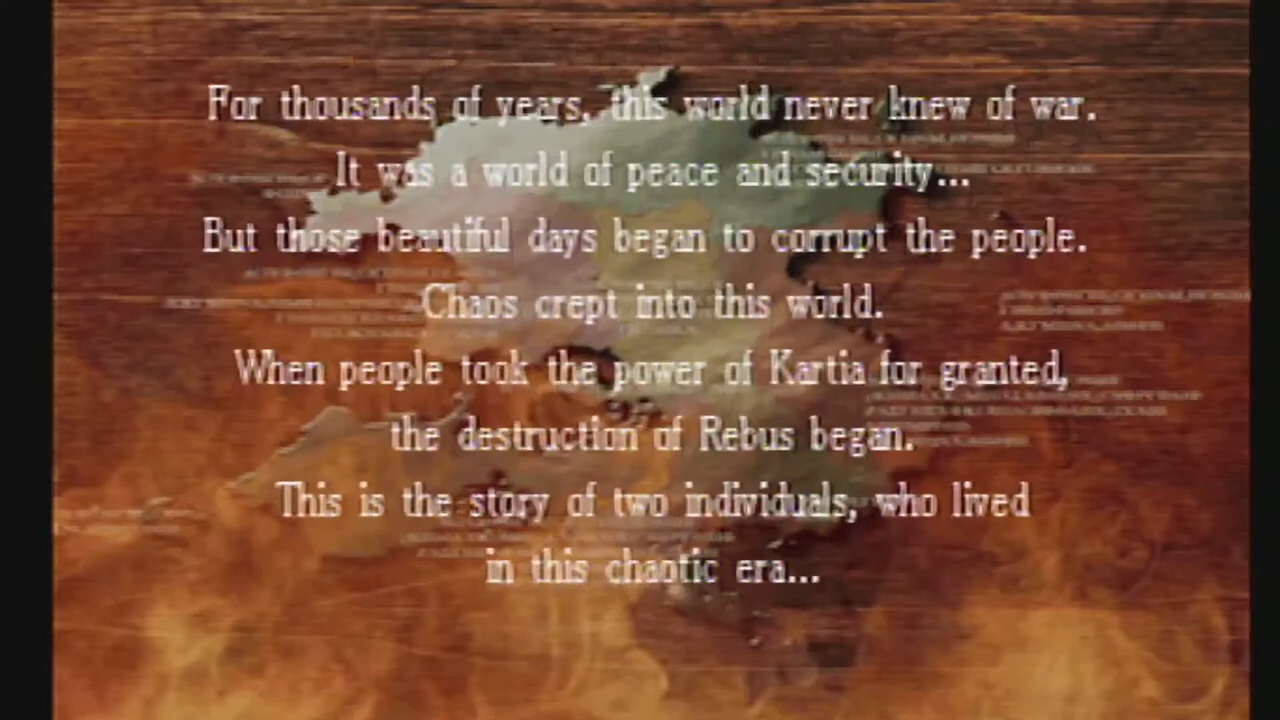 For thousands of years, this world never knew of war.
It was a world of peace and security...
But those beautiful days began to corrupt the people.
Chaos crept into this world.
When people took the power of Kartia for granted,
the destruction of Rebus began.
This is the story of two individuals, who lived
in this chaotic era...